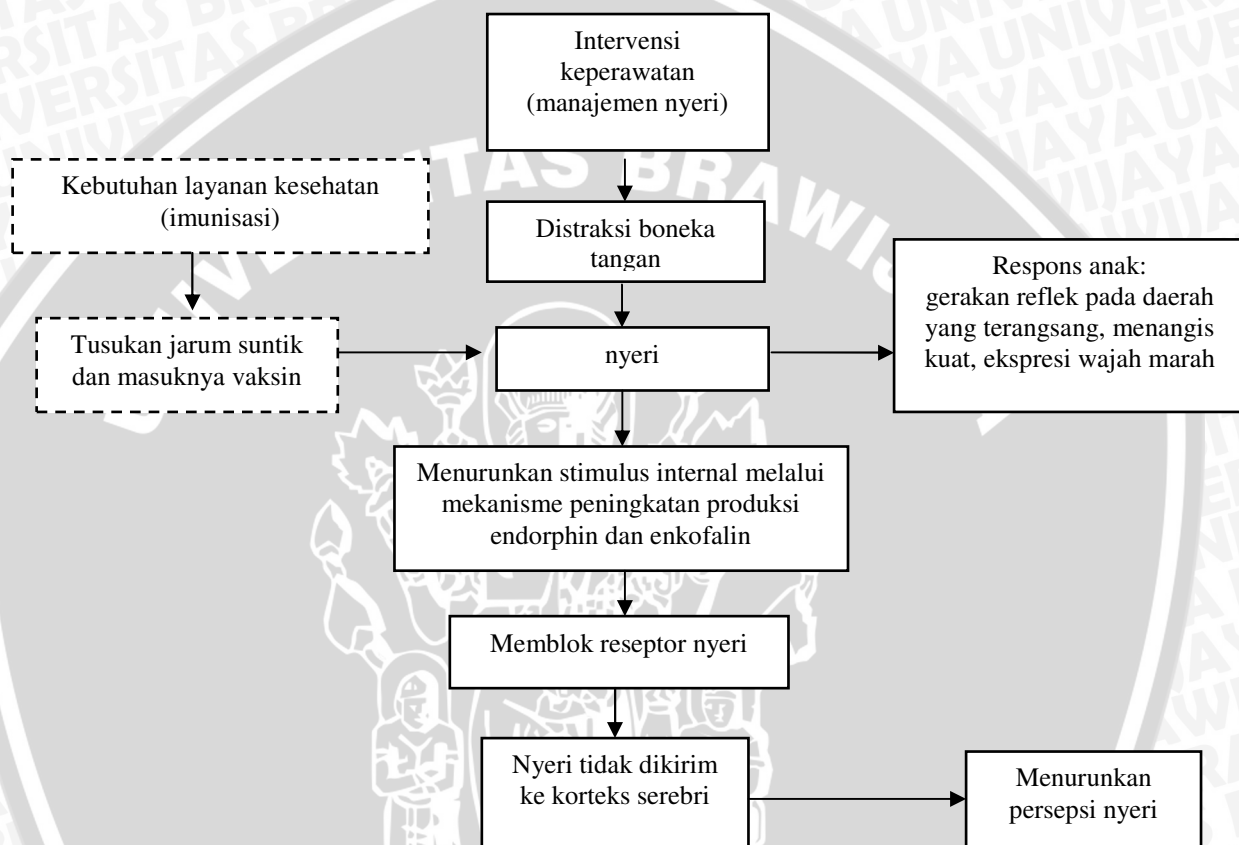 Intervensi
keperawatan
(manajemen nyeri)
Kebutuhan layanan kesehatan
(imunisasi)
Distraksi boneka
tangan
Respons anak:
gerakan reflek pada daerah
yang terangsang, menangis
kuat, ekspresi wajah marah
Tusukan jarum suntik
dan masuknya vaksin
nyeri
Menurunkan stimulus internal melalui
mekanisme peningkatan produksi
endorphin dan enkofalin
Memblok reseptor nyeri
Nyeri tidak dikirim
ke korteks serebri
Menurunkan
persepsi nyeri